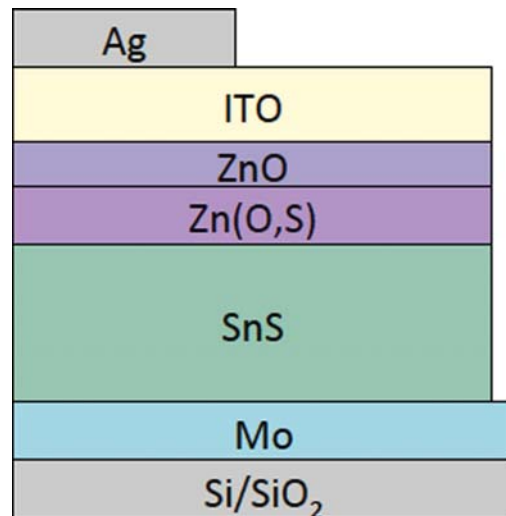 Ag
ITO
ZnO
Zn(O,S)
SnS
Mo
Si/SiO₂